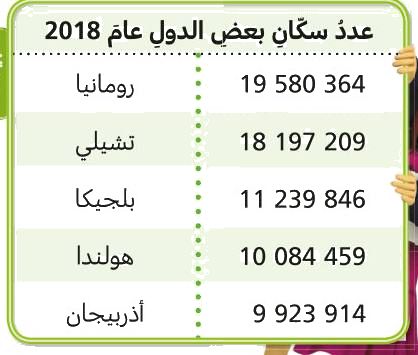 عددُ سكّانِ بعضِ الدولِ عامَ 2018
رومانيا 19 580 364
تشيلي 18 197 209
بلجيكا 11 239 846
هولندا 10 084 459
أذربيجان 9 923 914